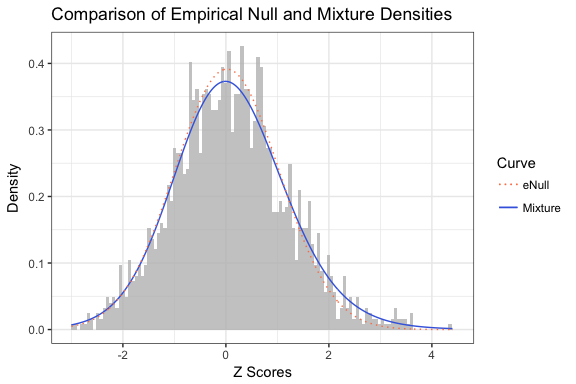 Comparison of Empirical Null and Mixture Densities
0.4
0.3
0.2
0.1
0.0
Density
-2
0
2
4
Z Scores
Curve
eNull
Mixture